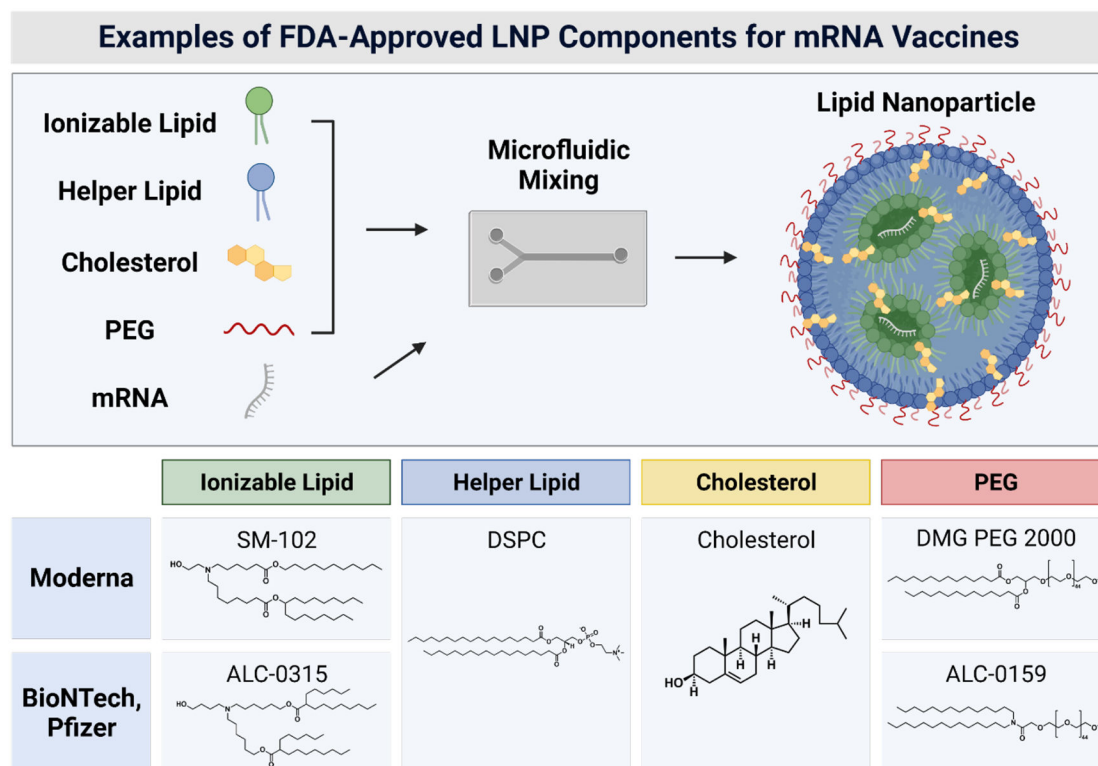 Examples of FDA-Approved LNP Components for mRNA Vaccines
Ionizable Lipid
Helper Lipid
Cholesterol
PEG
mRNA
Microfluidic
Mixing
Lipid Nanoparticle
Ionizable Lipid
Helper Lipid
Cholesterol
PEG
Moderna
SM-102
DSPC
Cholesterol
DMG PEG 2000
BioNTech,
Pfizer
ALC-0315
ALC-0159